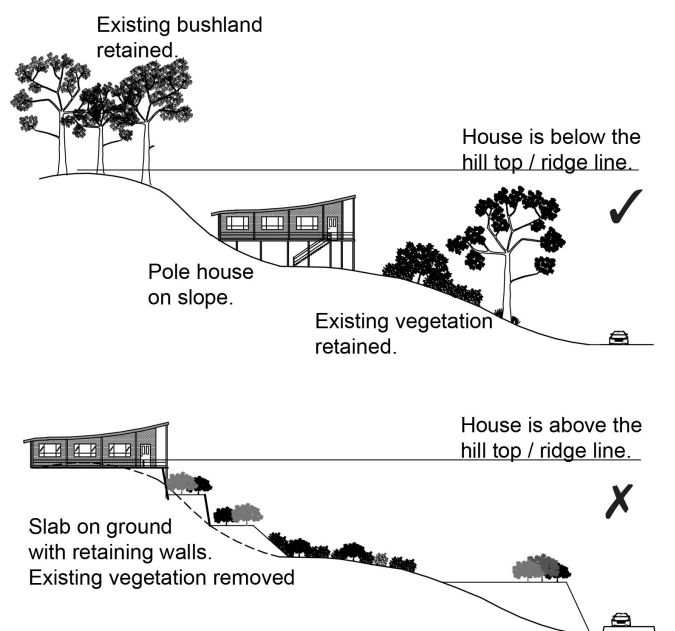 Existing bushland
retained.
House is below the
hill top / ridge line.
Pole house
on slope.
Existing vegetation
retained.
House is above the
hill top / ridge line.
Slab on ground
with retaining walls.
Existing vegetation removed